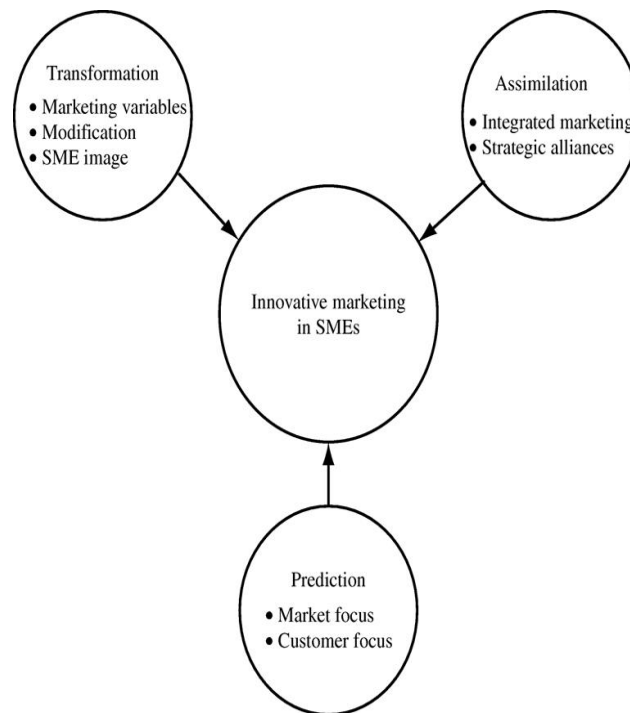 Transformation
• Marketing variables
• Modification
• SME image
Assimilation
• Integrated marketing
• Strategic alliances
Innovative marketing
in SMEs
Prediction
• Market focus
• Customer focus